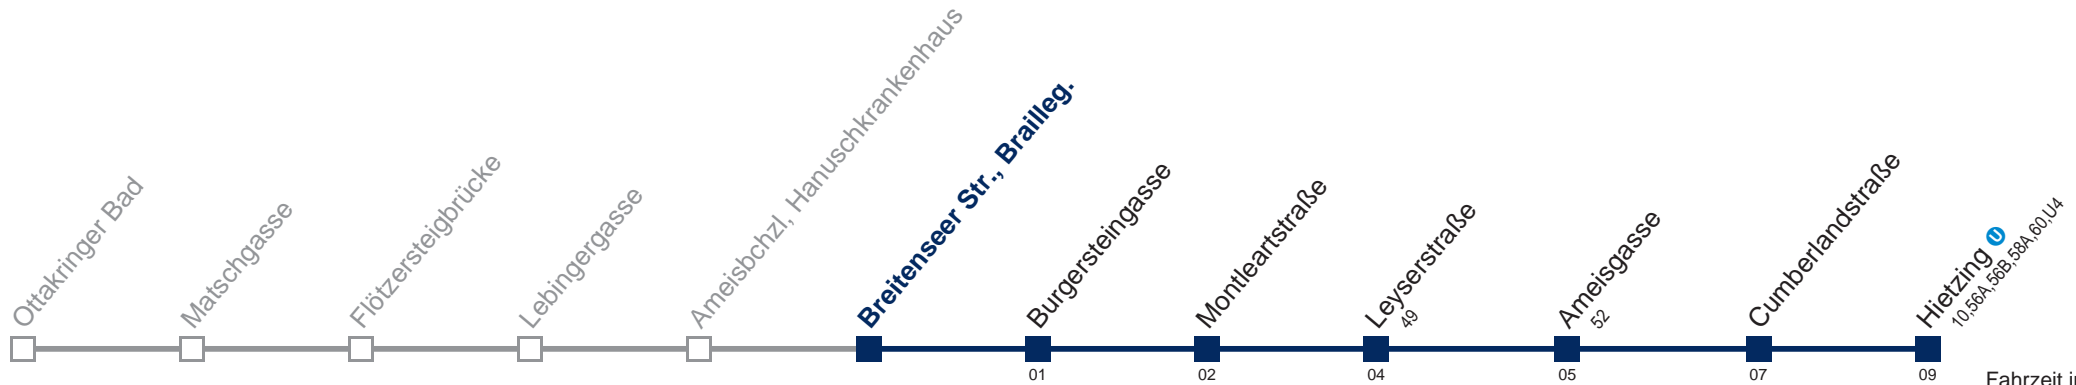 Ottakringer Bad
Matschgasse
Flötzersteigbrücke
Lebingergasse
Ameisbchzl, Hanuschkrankenhaus
Breitenseer Str., Brailleg.
Burgersteingasse
Montleartstraße
Leyserstraße
49
Ameisgasse
52
Cumberlandstraße
Hietzing U
10,56A,56B,58A,60,U4
01
02
04
05
07
09
Fahrzeit